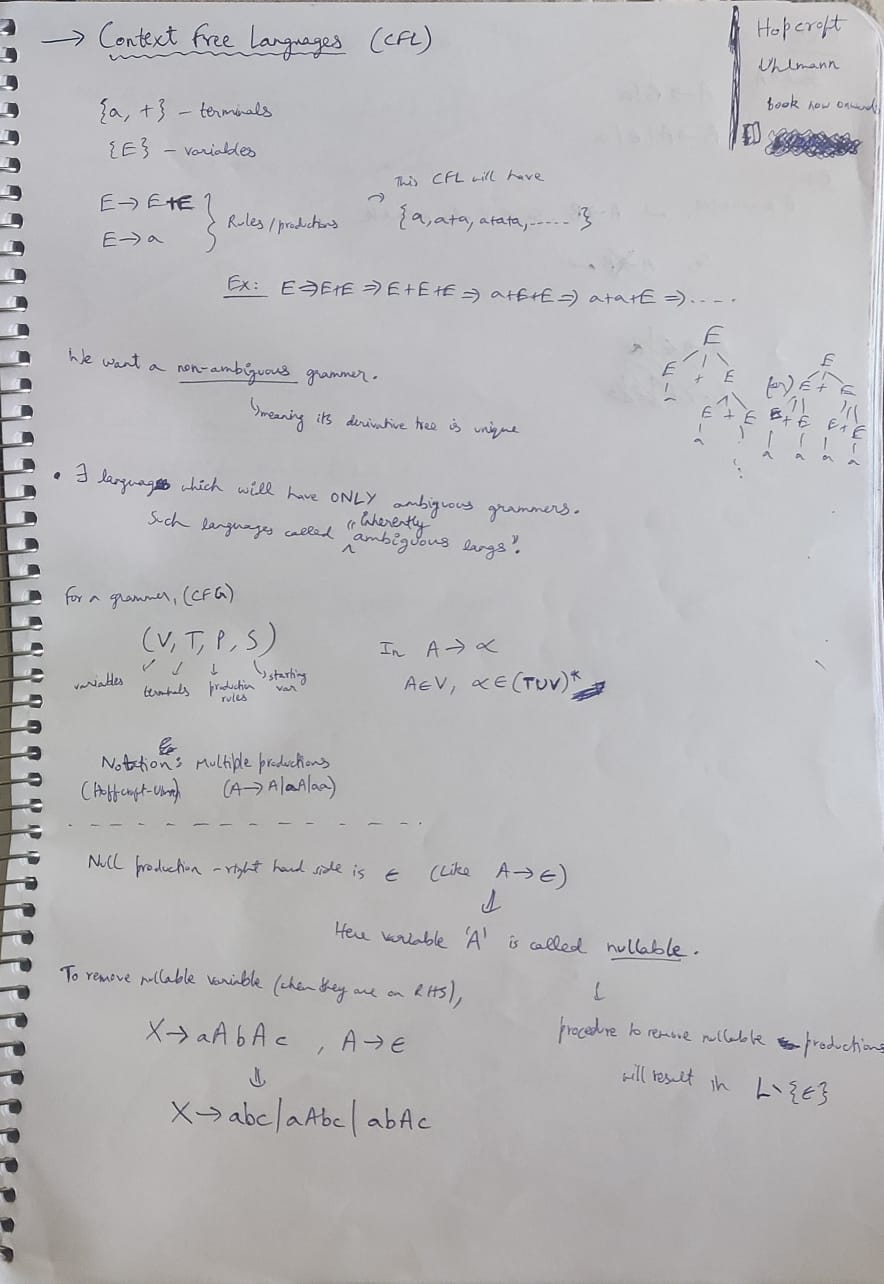 → Context Free Languages (CFL)
Hopcroft
Uhlmann
book now onwards
{a, +} – terminals
{E} – variables
E → E+E
E → a
Rules/productions
→ This CFL will have
{a, a+a, a+a+a, ...... }
Ex: E ⇒ E+E ⇒ E+E+E ⇒ a+E+E ⇒ a+a+E ⇒ ....
We want a non-ambiguous grammer.
↳ meaning its derivative tree is unique
E
E + E
E + E
a
(or)
E
E + E
E + E E + E
a a a a
• ∃ languages which will have ONLY ambiguous grammers.
Such languages called "Inherently ambiguous langs".
For a grammer, (CFG)
(V, T, P, S)
variables terminals production rules starting var
In A → α
A ∈ V, α ∈ (T∪V)*
Notation: Multiple productions
(Hoffcroft-Ulman) (A → A|aA|aa)
Null production – right hand side is ϵ (Like A → ϵ)
Here variable 'A' is called nullable.
To remove nullable variable (when they are on RHS),
X → aAbAc , A → ϵ
X → abc | aAbc | abAc
procedure to remove nullable productions
will result in L \ {ϵ}